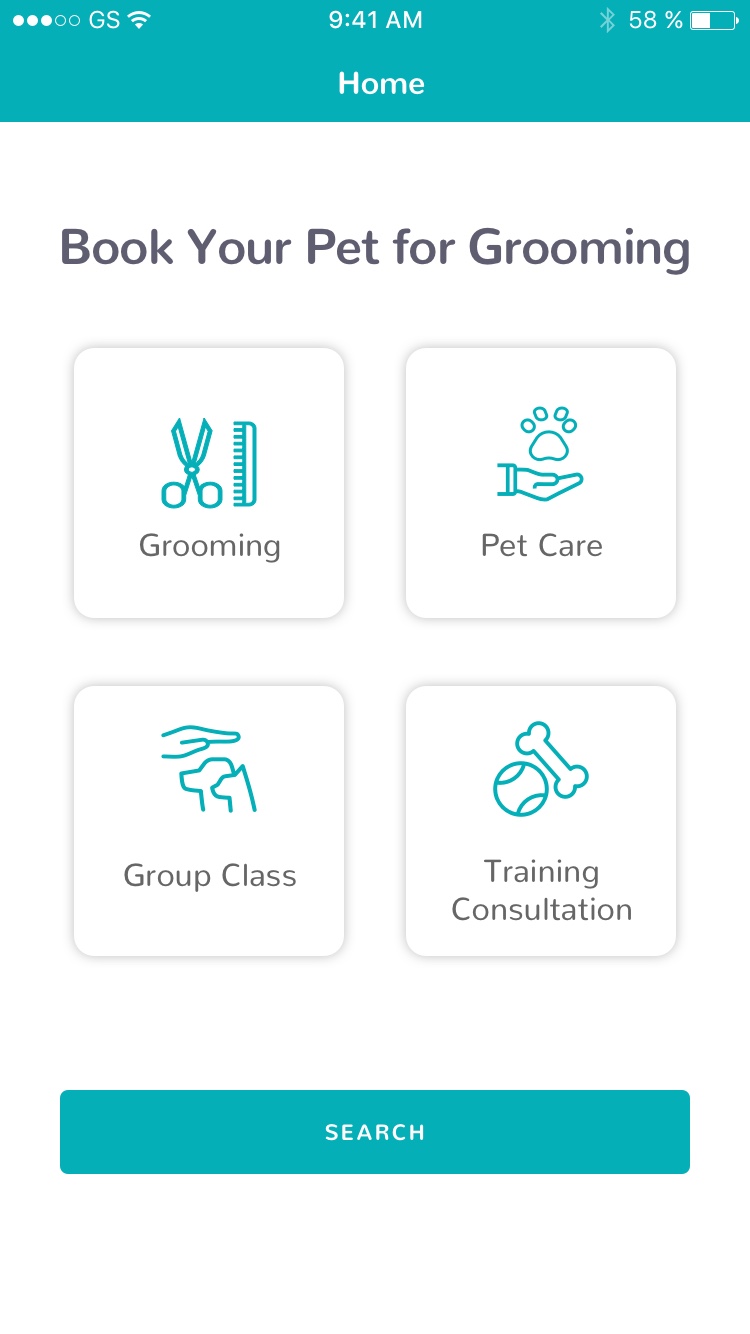 GS 9:41 AM 58 %
Home
Book Your Pet for Grooming
Grooming
Pet Care
Group Class
Training
Consultation
SEARCH